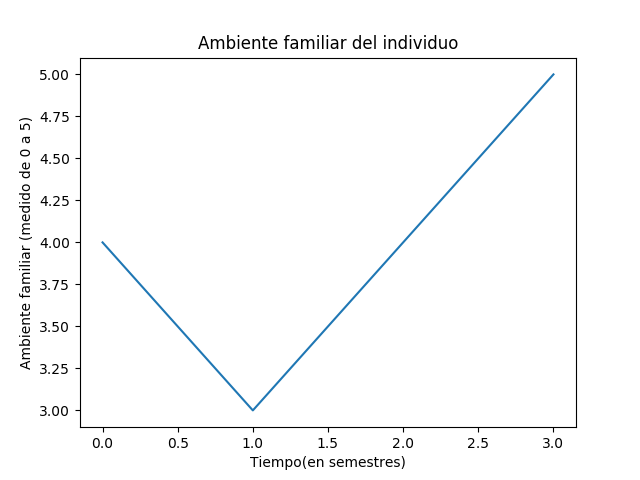 Ambiente familiar del individuo
Ambiente familiar (medido de 0 a 5)
5.00
4.75
4.50
4.25
4.00
3.75
3.50
3.25
3.00
0.0 0.5 1.0 1.5 2.0 2.5 3.0
Tiempo(en semestres)